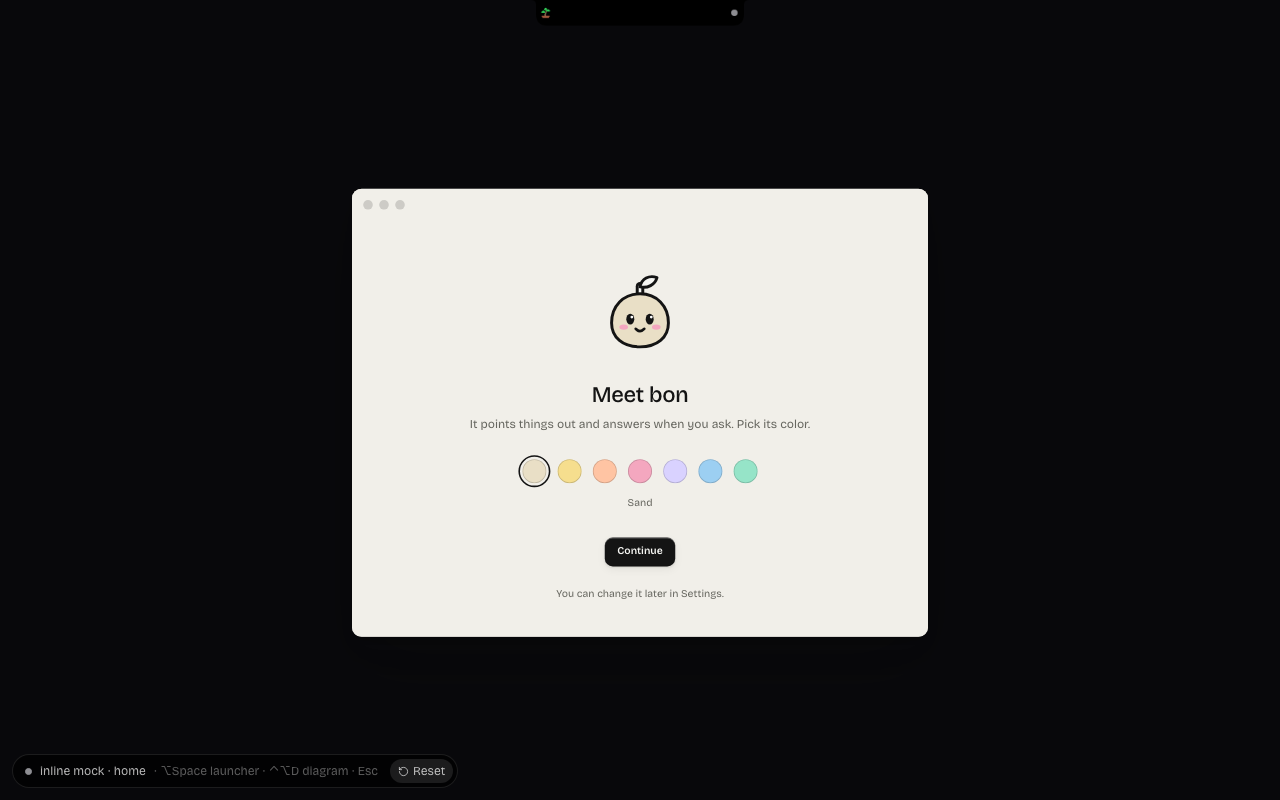 Meet bon
It points things out and answers when you ask. Pick its color.
Sand
Continue
You can change it later in Settings.
inline mock · home · ⌥Space launcher · ^⌥D diagram · Esc Reset